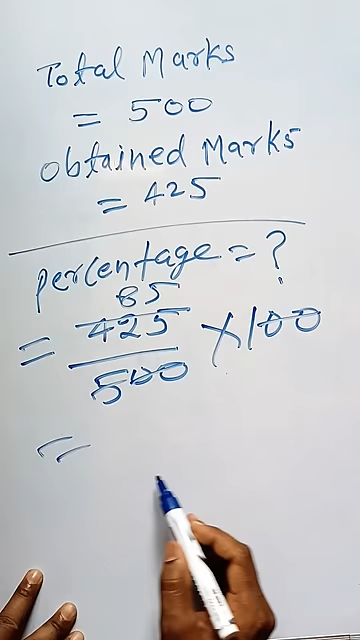 Total Marks
= 500
Obtained Marks
= 425
Percentage = ?
85
= 425 × 100
500
=